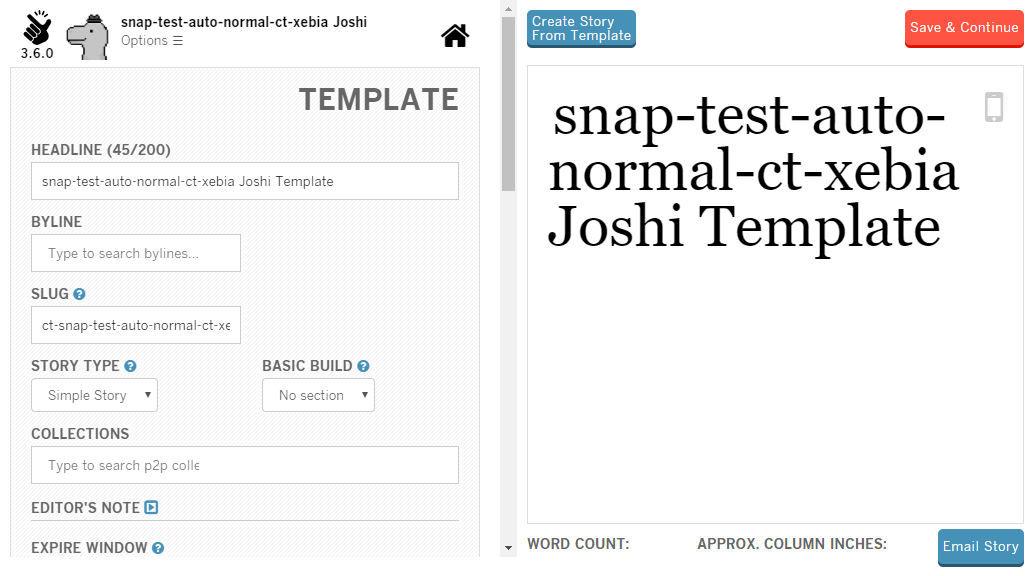 snap-test-auto-normal-ct-xebia Joshi
Options ☰
3.6.0
TEMPLATE
HEADLINE (45/200)
snap-test-auto-normal-ct-xebia Joshi Template
BYLINE
Type to search bylines...
SLUG
ct-snap-test-auto-normal-ct-xe
STORY TYPE
BASIC BUILD
Simple Story
No section
COLLECTIONS
Type to search p2p colle
EDITOR'S NOTE
EXPIRE WINDOW
Create Story
From Template
Save & Continue
snap-test-auto-
normal-ct-xebia
Joshi Template
WORD COUNT:
APPROX. COLUMN INCHES:
Email Story